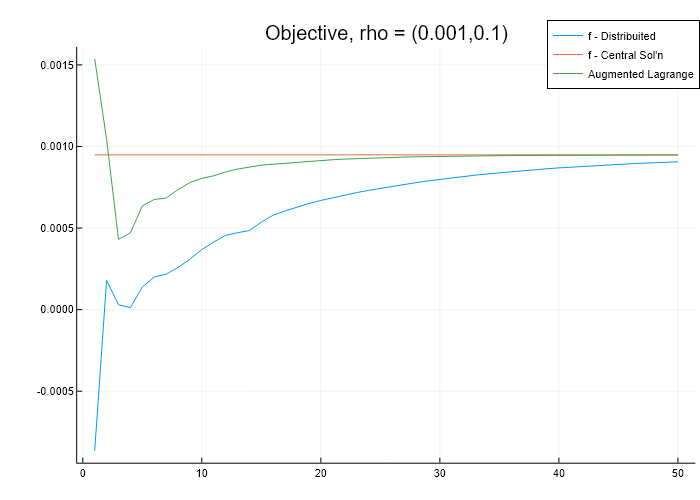 Objective, rho = (0.001,0.1)
f - Distribuited
f - Central Sol'n
Augmented Lagrange
0.0015
0.0010
0.0005
0.0000
-0.0005
0 10 20 30 40 50